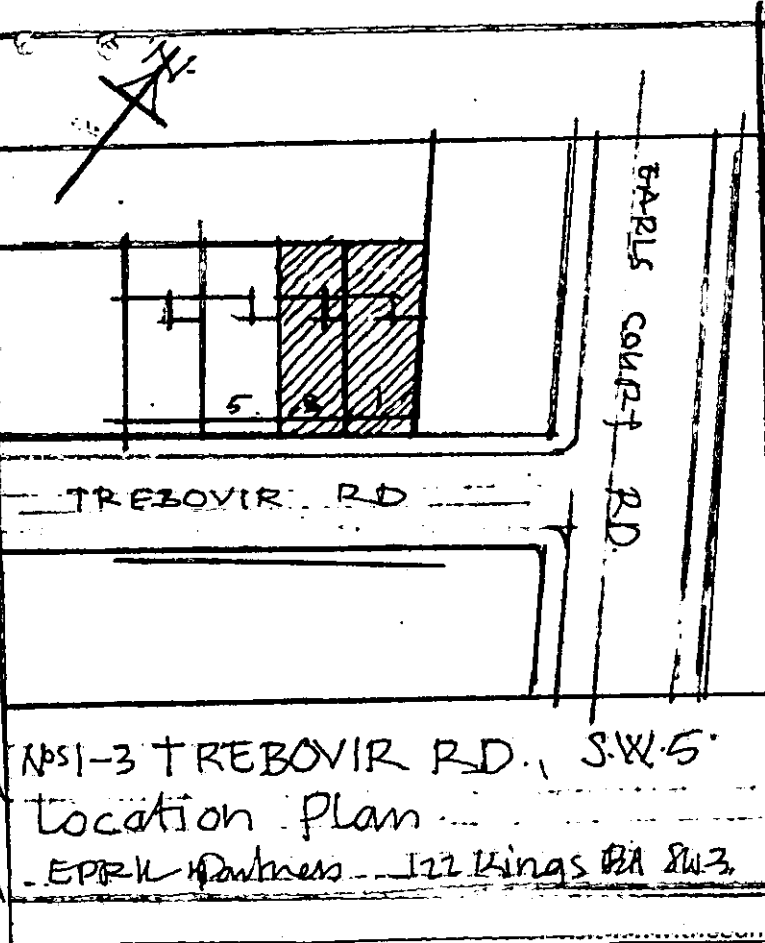 N
EARLS COURT RD.
5 3 1
TREBOVIR RD
Nos 1-3 TREBOVIR RD., S.W.5.
Location Plan
Partners 122 Kings Rd SW3